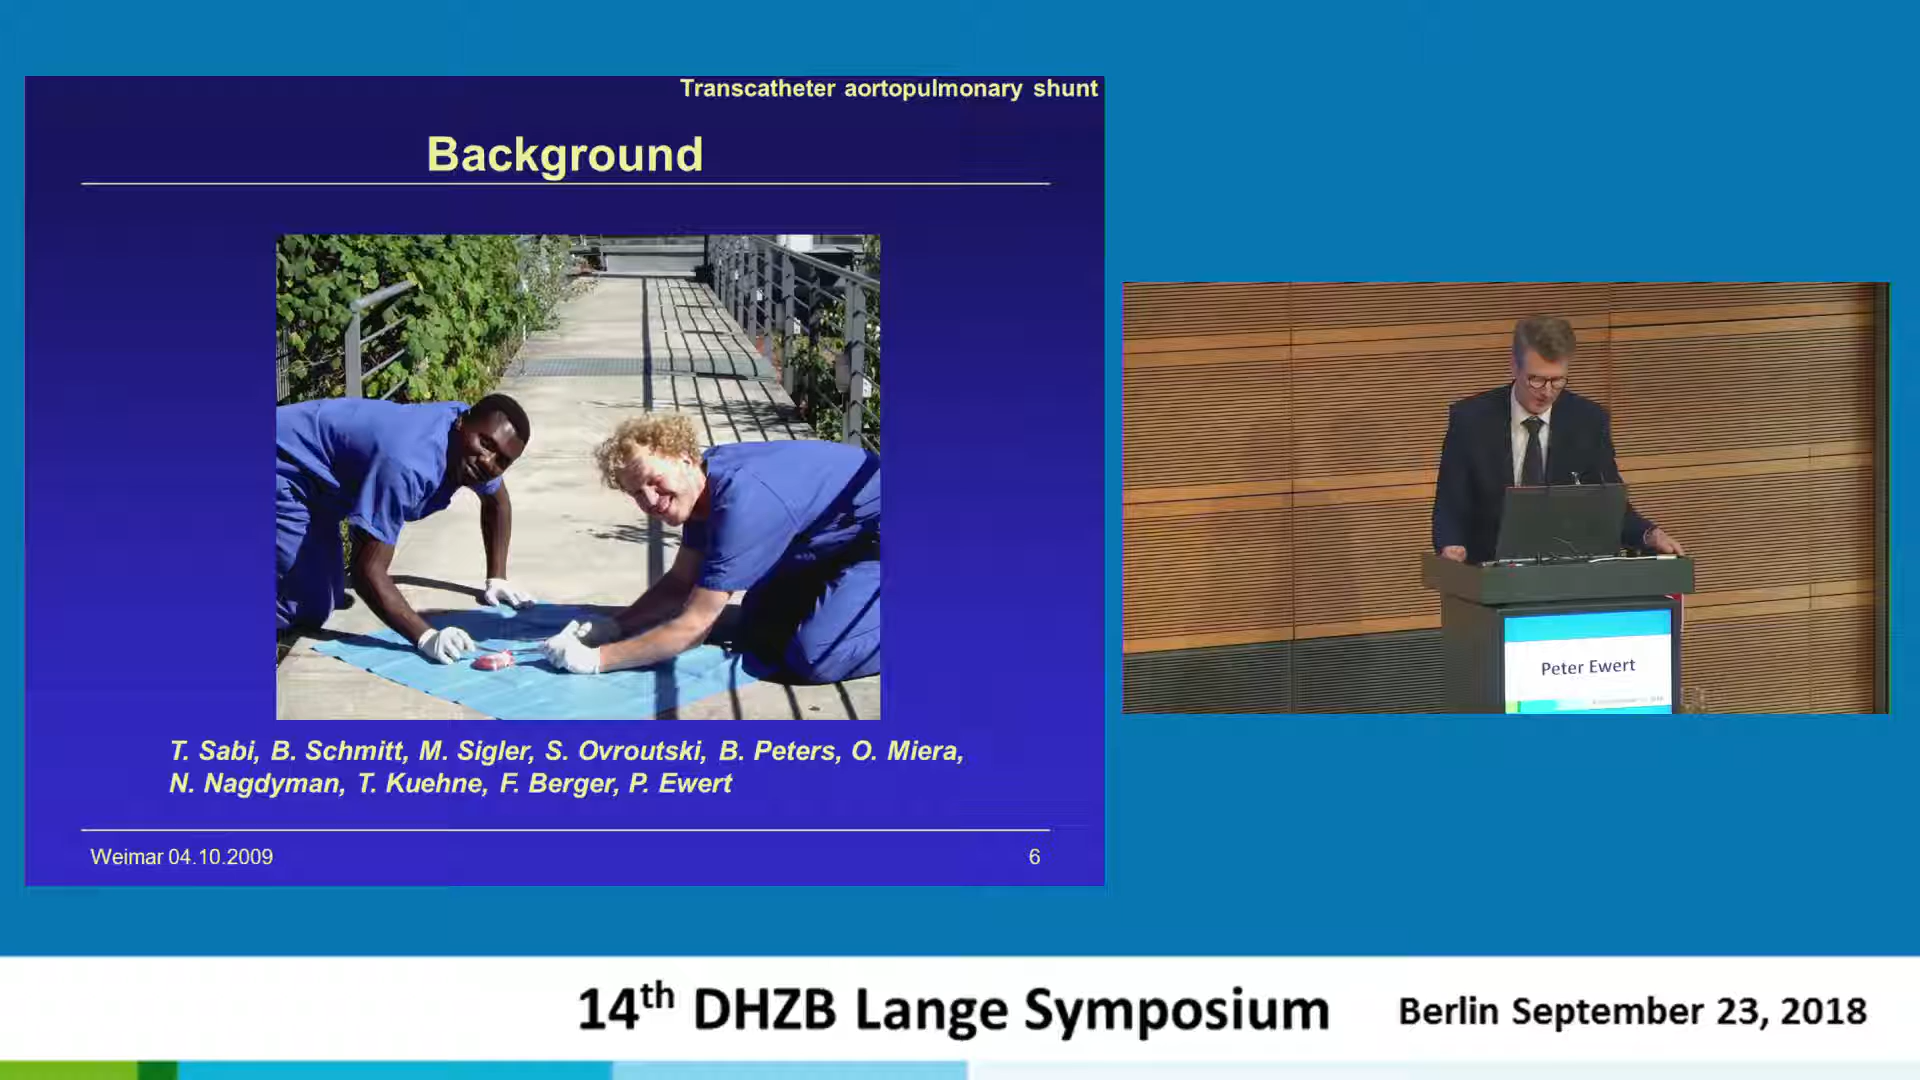 Transcatheter aortopulmonary shunt
Background
T. Sabi, B. Schmitt, M. Sigler, S. Ovroutski, B. Peters, O. Miera,
N. Nagdyman, T. Kuehne, F. Berger, P. Ewert
Weimar 04.10.2009
6
Peter Ewert
14th DHZB Lange Symposium
Berlin September 23, 2018